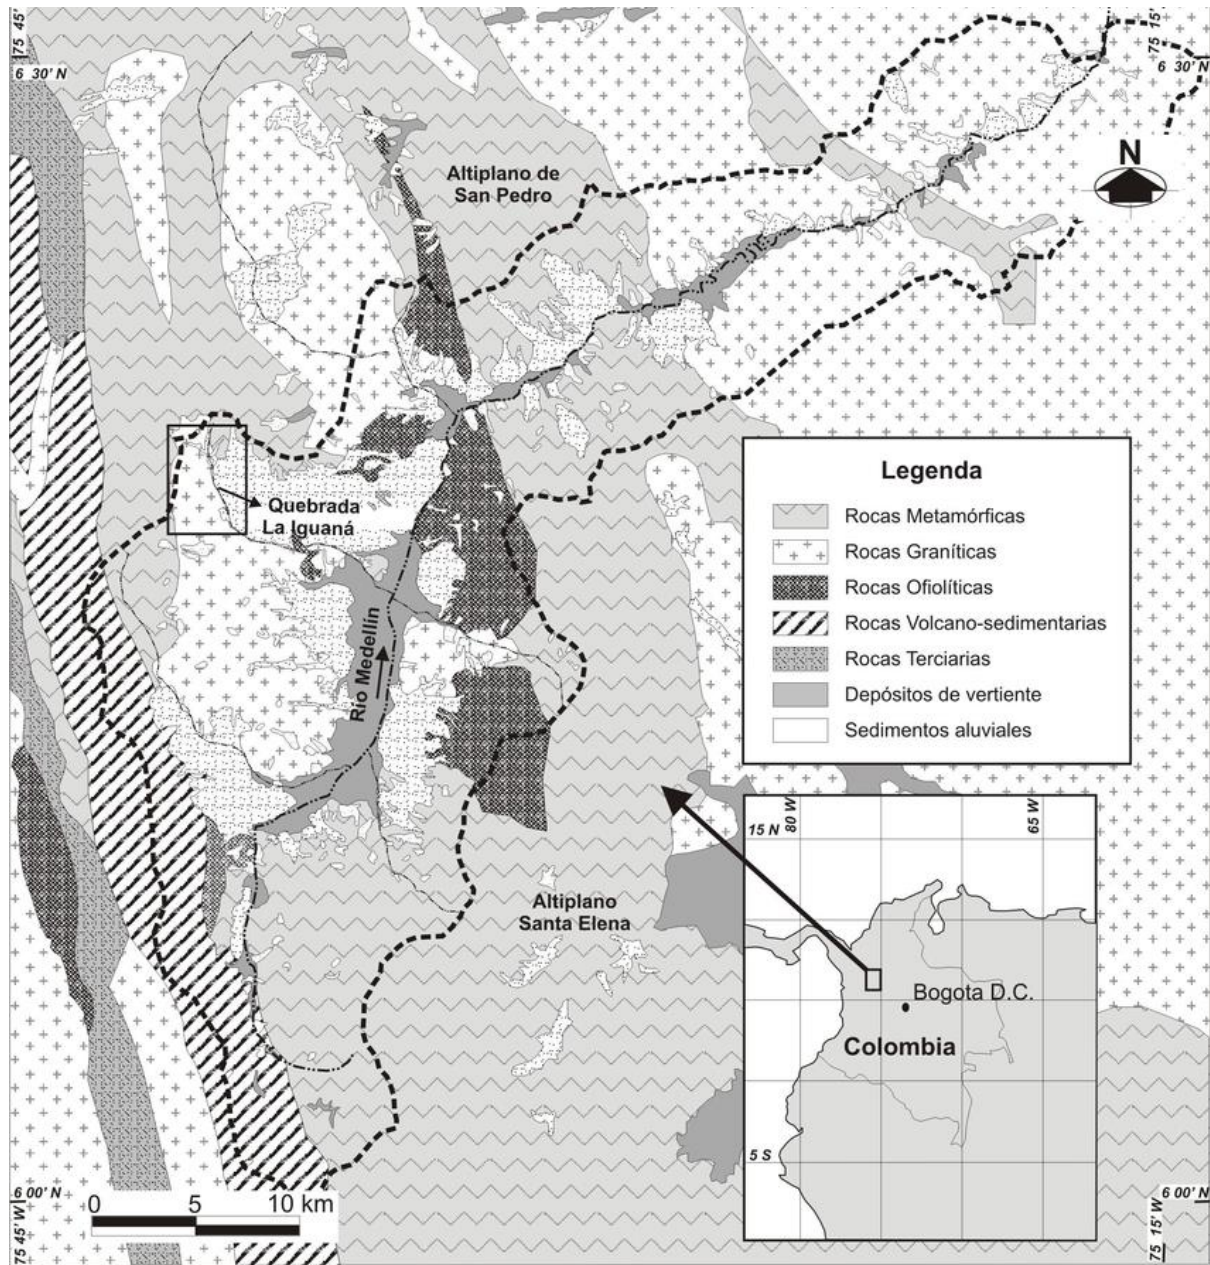 75 45'
6 30' N
75 15'
6 30' N
N
Altiplano de
San Pedro
Quebrada
La Iguaná
Río Medellín
Altiplano
Santa Elena
Legenda
Rocas Metamórficas
Rocas Graníticas
Rocas Ofiolíticas
Rocas Volcano-sedimentarias
Rocas Terciarias
Depósitos de vertiente
Sedimentos aluviales
15 N
80 W
65 W
Bogota D.C.
Colombia
5 S
6 00' N
0 5 10 km
75 45' W
6 00' N
75 15' W